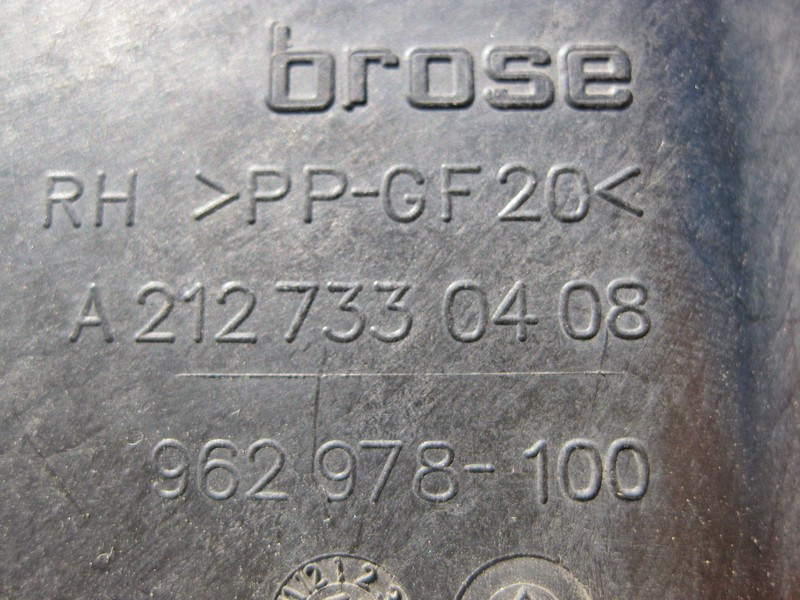 brose
RH >PP-GF20<
A 212 733 04 08
962 978-100